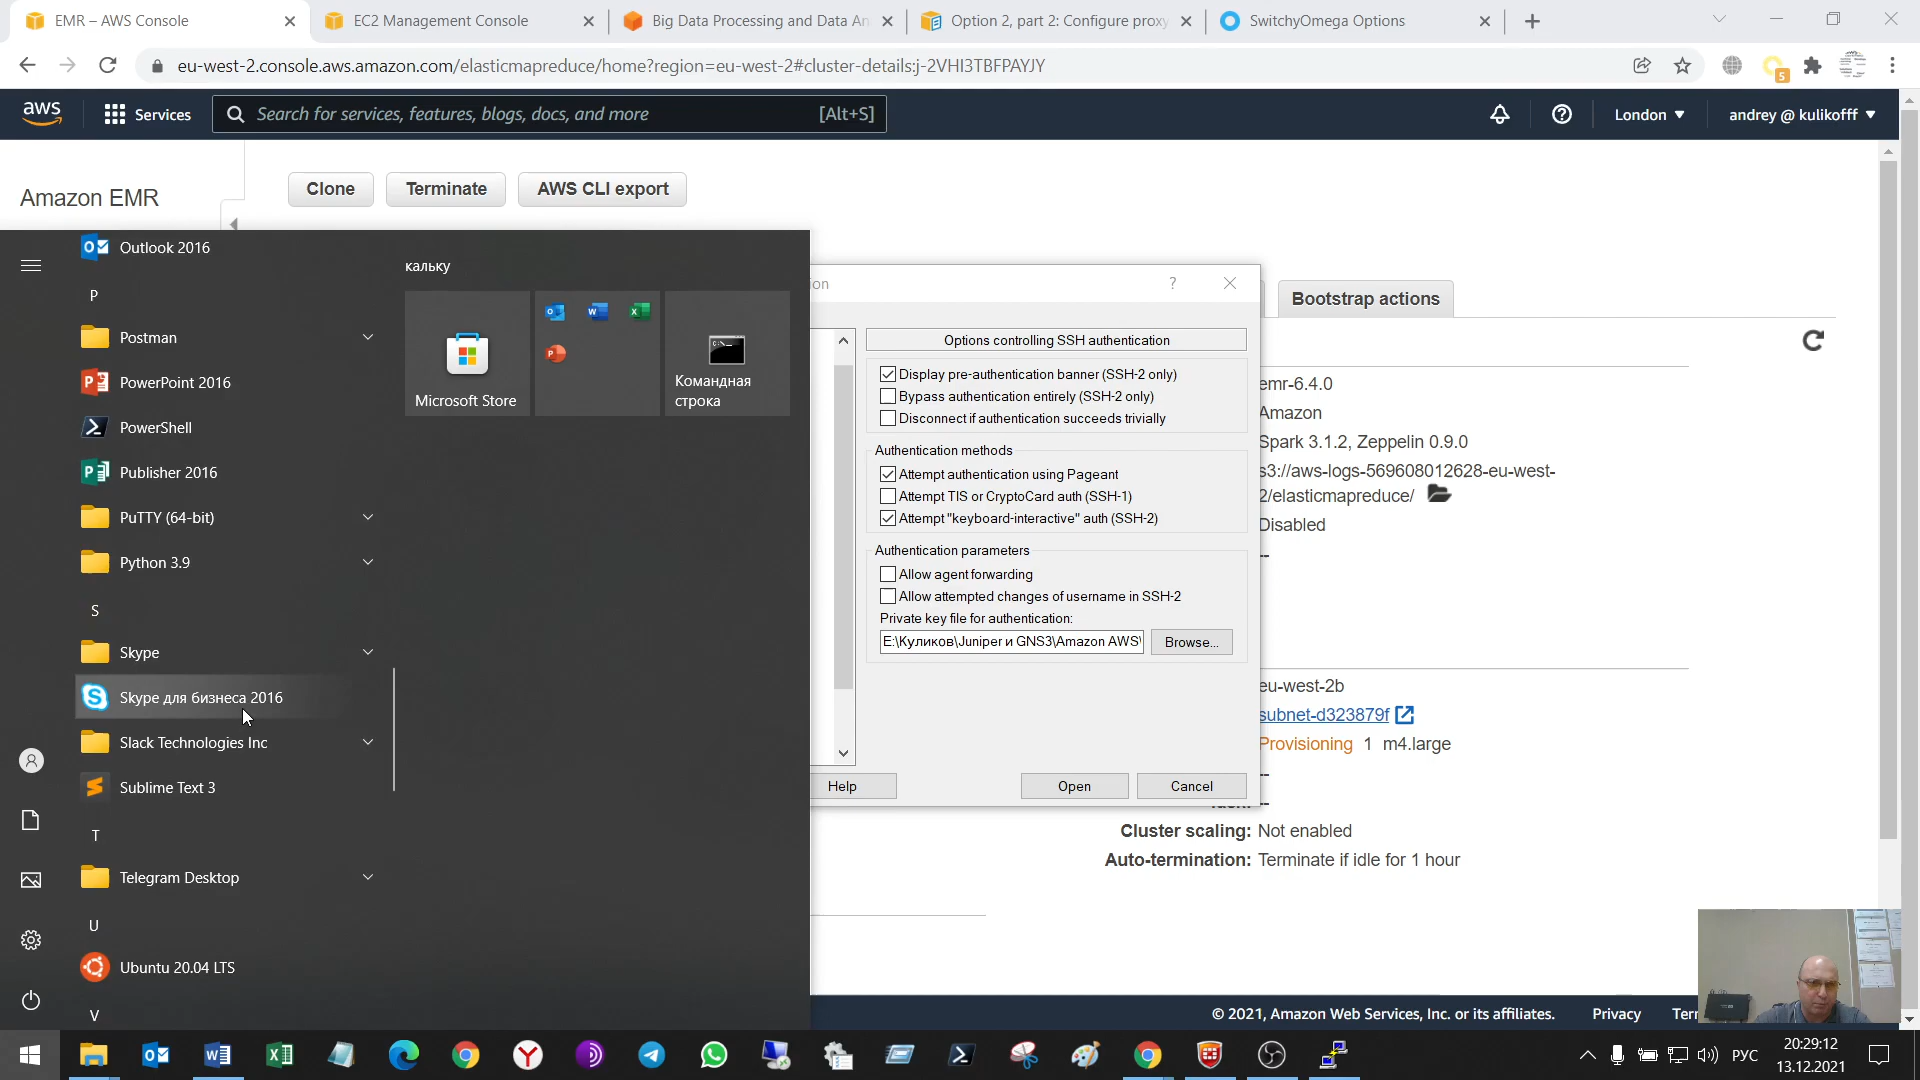 EMR – AWS Console
EC2 Management Console
Big Data Processing and Data An
Option 2, part 2: Configure proxy
SwitchyOmega Options
eu-west-2.console.aws.amazon.com/elasticmapreduce/home?region=eu-west-2#cluster-details:j-2VHI3TBFPAYJY
5
aws
Services
Search for services, features, blogs, docs, and more
[Alt+S]
London
andrey @ kulikofff
Amazon EMR
Clone
Terminate
AWS CLI export
Outlook 2016
P
Postman
PowerPoint 2016
PowerShell
Publisher 2016
PuTTY (64-bit)
Python 3.9
S
Skype
Skype для бизнеса 2016
Slack Technologies Inc
Sublime Text 3
T
Telegram Desktop
U
Ubuntu 20.04 LTS
V
кальку
Microsoft Store
Командная
строка
ion
?
Options controlling SSH authentication
Display pre-authentication banner (SSH-2 only)
Bypass authentication entirely (SSH-2 only)
Disconnect if authentication succeeds trivially
Authentication methods
Attempt authentication using Pageant
Attempt TIS or CryptoCard auth (SSH-1)
Attempt "keyboard-interactive" auth (SSH-2)
Authentication parameters
Allow agent forwarding
Allow attempted changes of username in SSH-2
Private key file for authentication:
E:\Куликов\Juniper и GNS3\Amazon AWS\
Browse...
Help
Open
Cancel
Bootstrap actions
emr-6.4.0
Amazon
Spark 3.1.2, Zeppelin 0.9.0
s3://aws-logs-569608012628-eu-west-
2/elasticmapreduce/
Disabled
--
eu-west-2b
subnet-d323879f
Provisioning 1 m4.large
--
--
Cluster scaling: Not enabled
Auto-termination: Terminate if idle for 1 hour
© 2021, Amazon Web Services, Inc. or its affiliates.
Privacy
Ter
РУС
20:29:12
13.12.2021